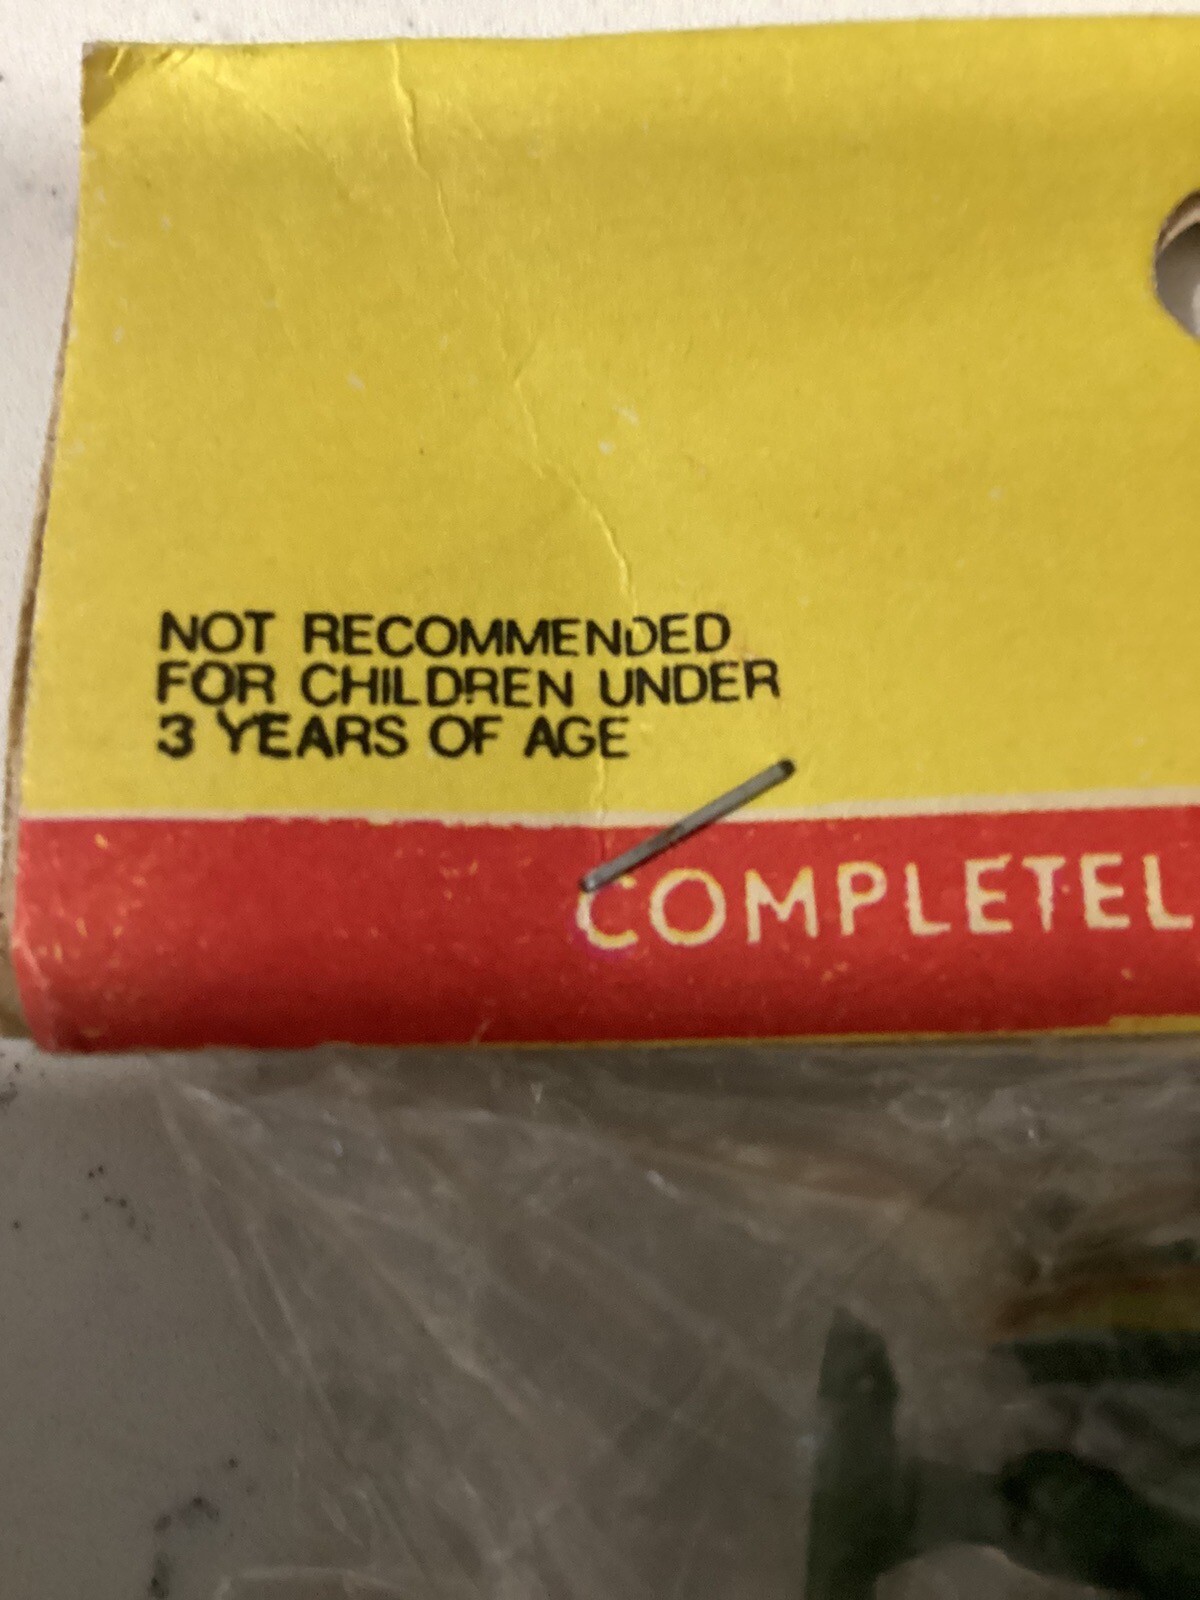 NOT RECOMMENDED
FOR CHILDREN UNDER
3 YEARS OF AGE
COMPLETEL